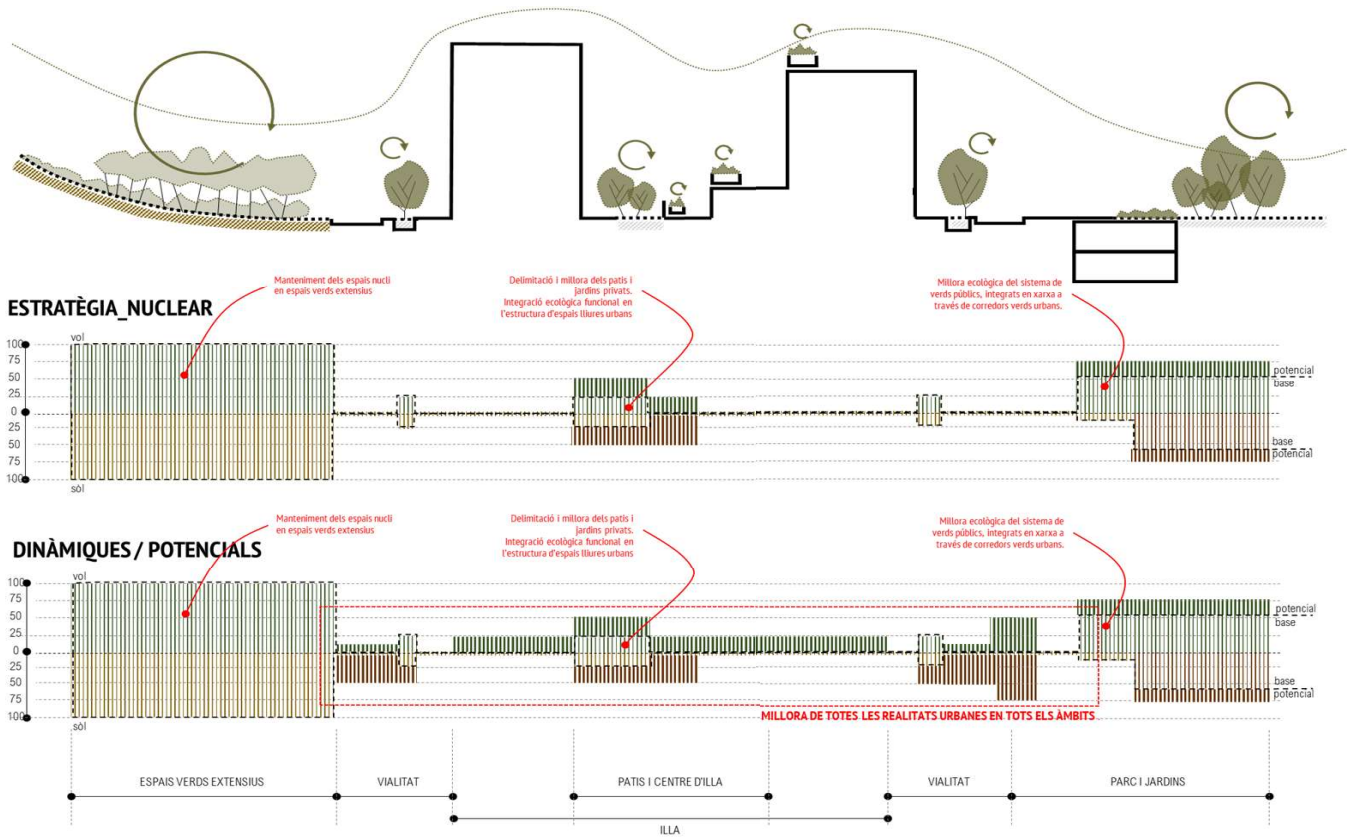 Manteniment dels espais nucli
en espais verds extensius
Delimitació i millora dels patis i
jardins privats.
Integració ecològica funcional en
l'estructura d'espais lliures urbans
Millora ecològica del sistema de
verds públics, integrats en xarxa a
través de corredors verds urbans.
ESTRATÈGIA_NUCLEAR
vol
100
75
50
25
0
25
50
75
100
sòl
potencial
base
base
potencial
Manteniment dels espais nucli
en espais verds extensius
Delimitació i millora dels patis i
jardins privats.
Integració ecològica funcional en
l'estructura d'espais lliures urbans
Millora ecològica del sistema de
verds públics, integrats en xarxa a
través de corredors verds urbans.
DINÀMIQUES / POTENCIALS
vol
100
75
50
25
0
25
50
75
100
sòl
potencial
base
base
potencial
MILLORA DE TOTES LES REALITATS URBANES EN TOTS ELS ÀMBITS
ESPAIS VERDS EXTENSIUS
VIALITAT
PATIS I CENTRE D'ILLA
VIALITAT
PARC I JARDINS
ILLA